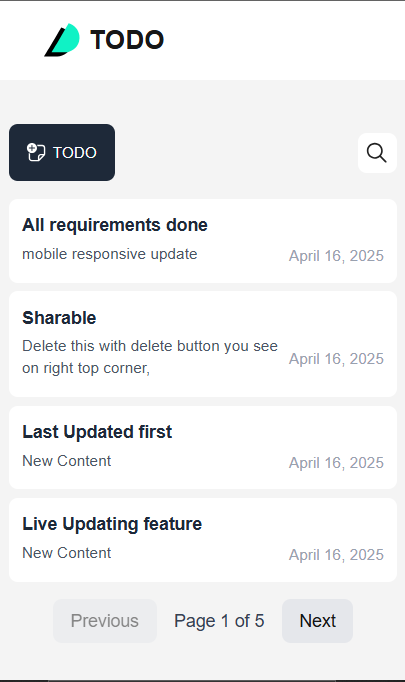 TODO
TODO
All requirements done
mobile responsive update
April 16, 2025
Sharable
Delete this with delete button you see
on right top corner,
April 16, 2025
Last Updated first
New Content
April 16, 2025
Live Updating feature
New Content
April 16, 2025
Previous
Page 1 of 5
Next